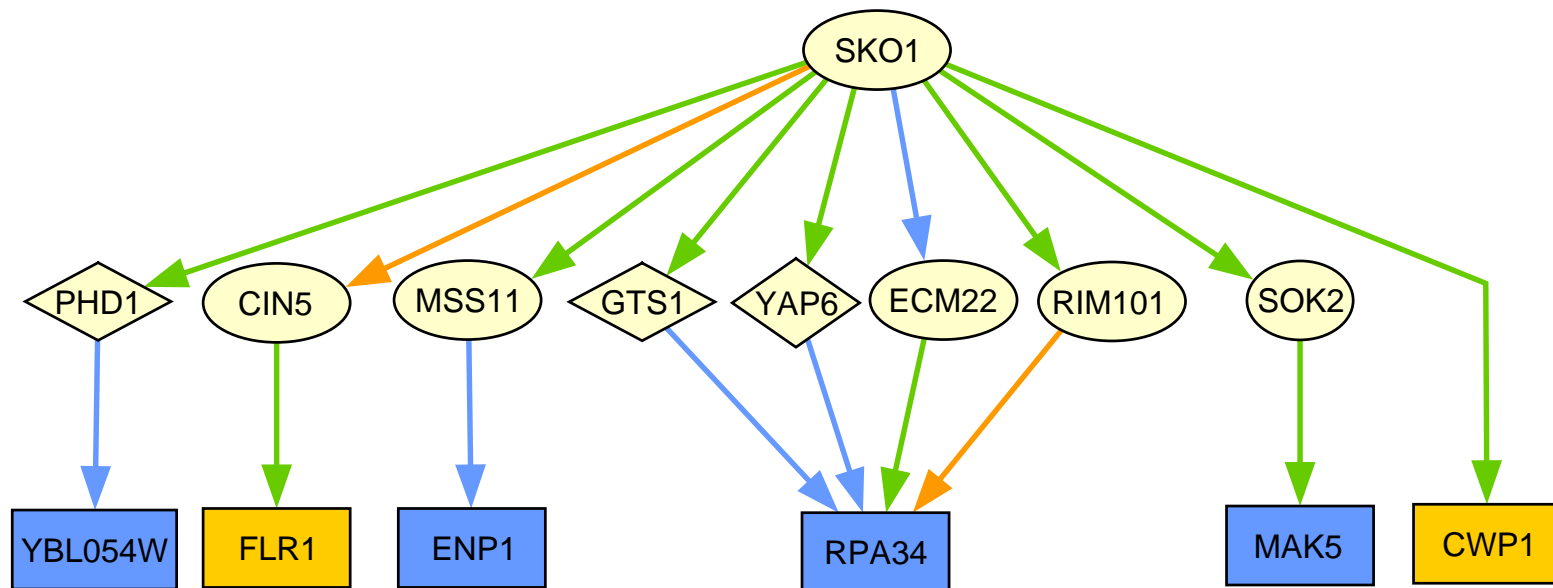 SKO1
PHD1
CIN5
MSS11
GTS1
YAP6
ECM22
RIM101
SOK2
YBL054W
FLR1
ENP1
RPA34
MAK5
CWP1